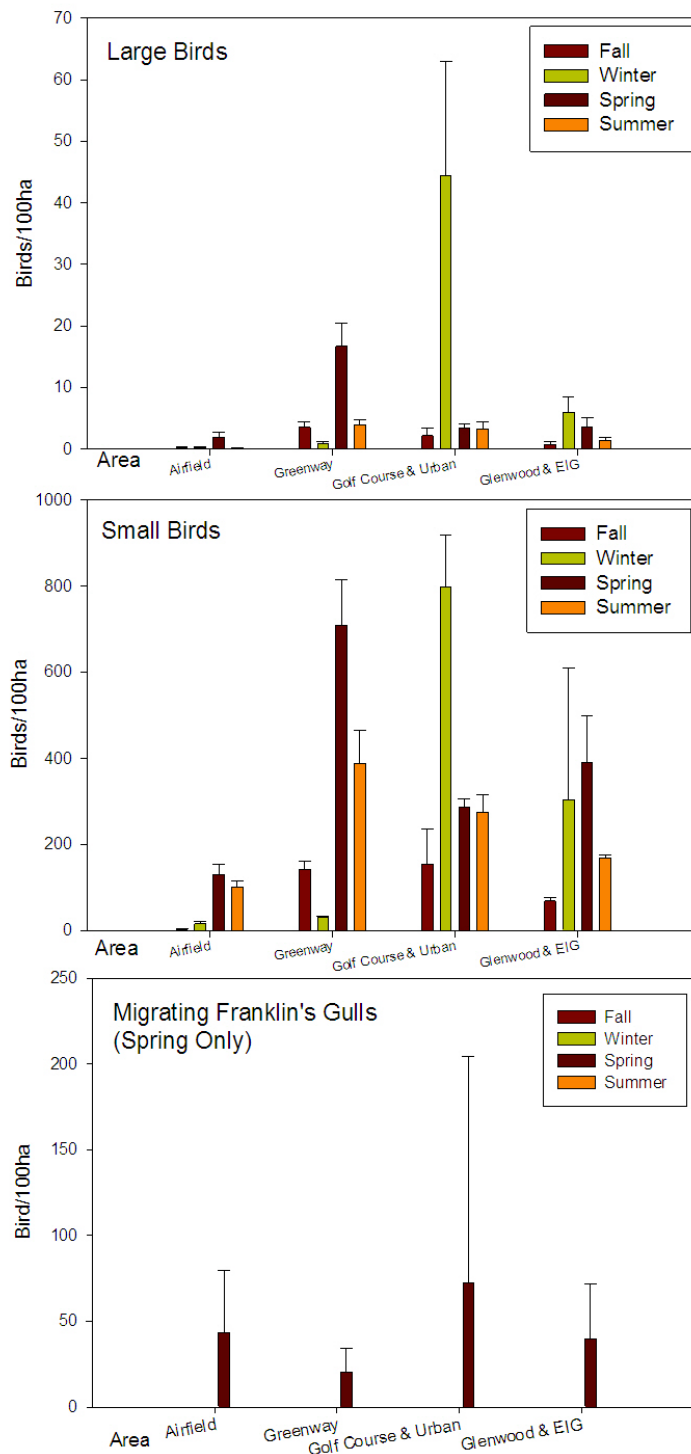 70
Large Birds
Fall
Winter
Spring
Summer
60
50
40
30
20
10
0
Birds/100ha
Area
Airfield
Greenway
Golf Course & Urban
Glenwood & EIG
1000
Small Birds
Fall
Winter
Spring
Summer
800
600
400
200
0
Birds/100ha
Area
Airfield
Greenway
Golf Course & Urban
Glenwood & EIG
250
Migrating Franklin's Gulls
(Spring Only)
Fall
Winter
Spring
Summer
200
150
100
50
0
Bird/100ha
Area
Airfield
Greenway
Golf Course & Urban
Glenwood & EIG